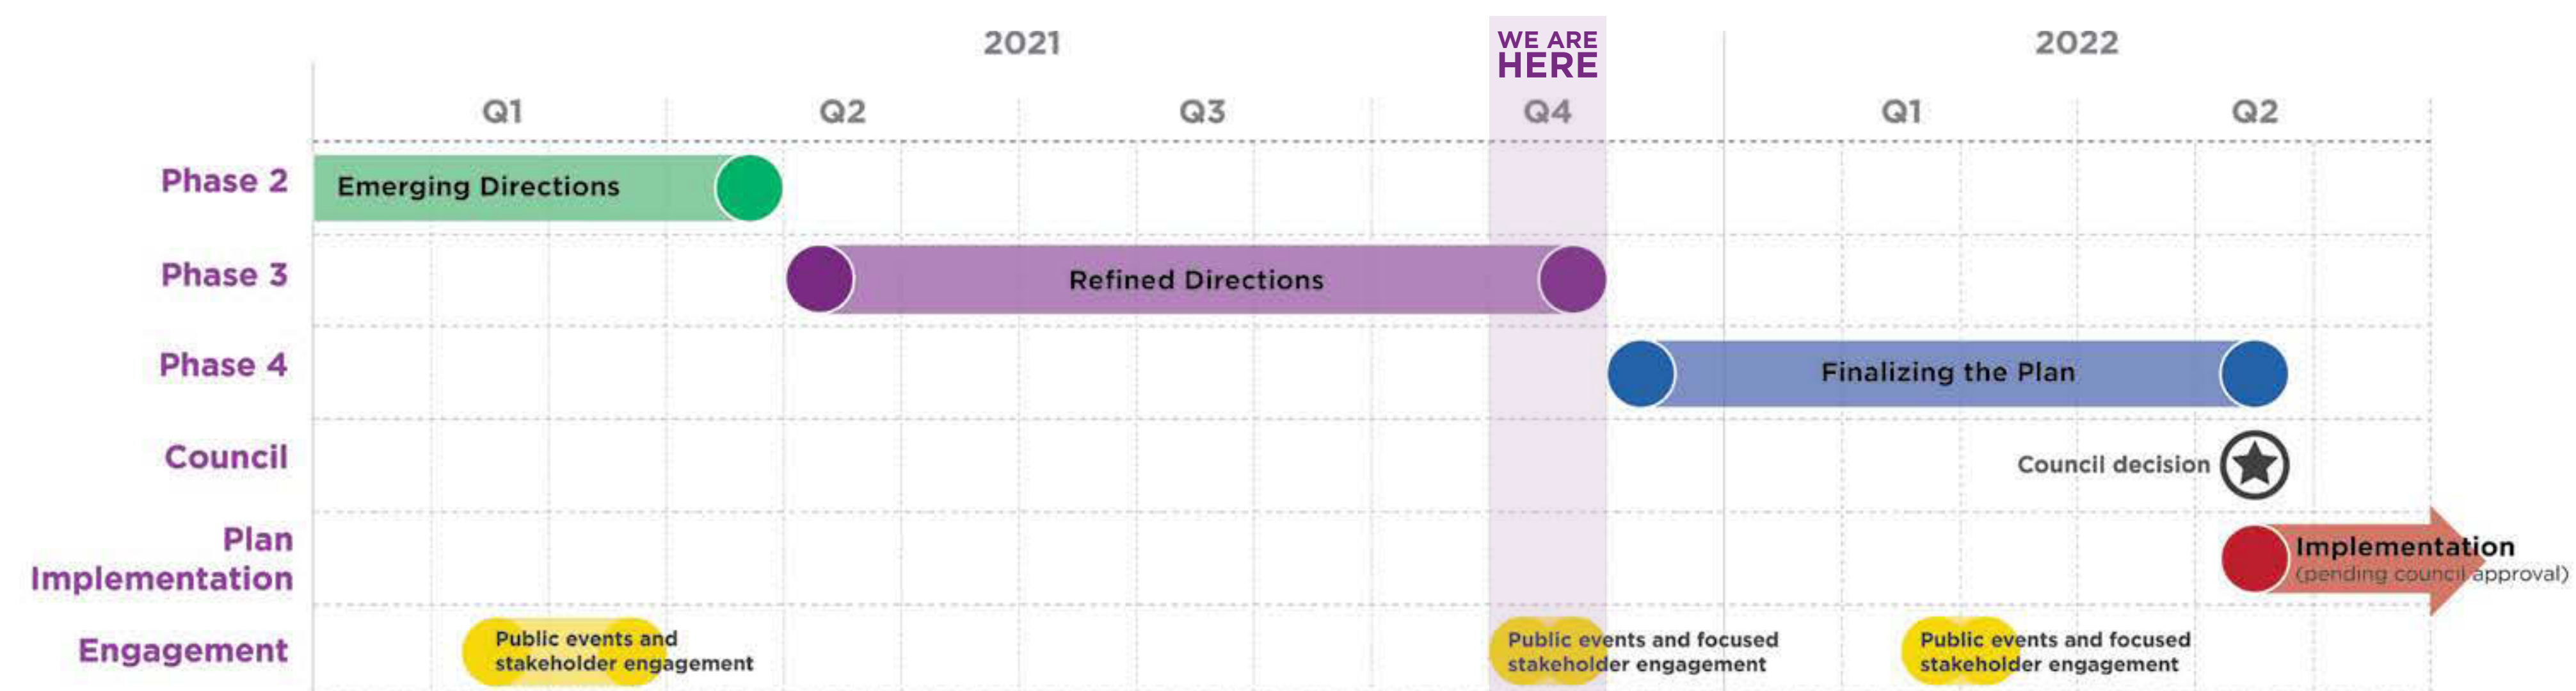 2021
WE ARE
HERE
2022
Q1
Q2
Q3
Q4
Q1
Q2
Phase 2
Emerging Directions
Phase 3
Refined Directions
Phase 4
Finalizing the Plan
Council
Council decision
Plan
Implementation
Implementation
(pending council approval)
Engagement
Public events and
stakeholder engagement
Public events and focused
stakeholder engagement
Public events and focused
stakeholder engagement